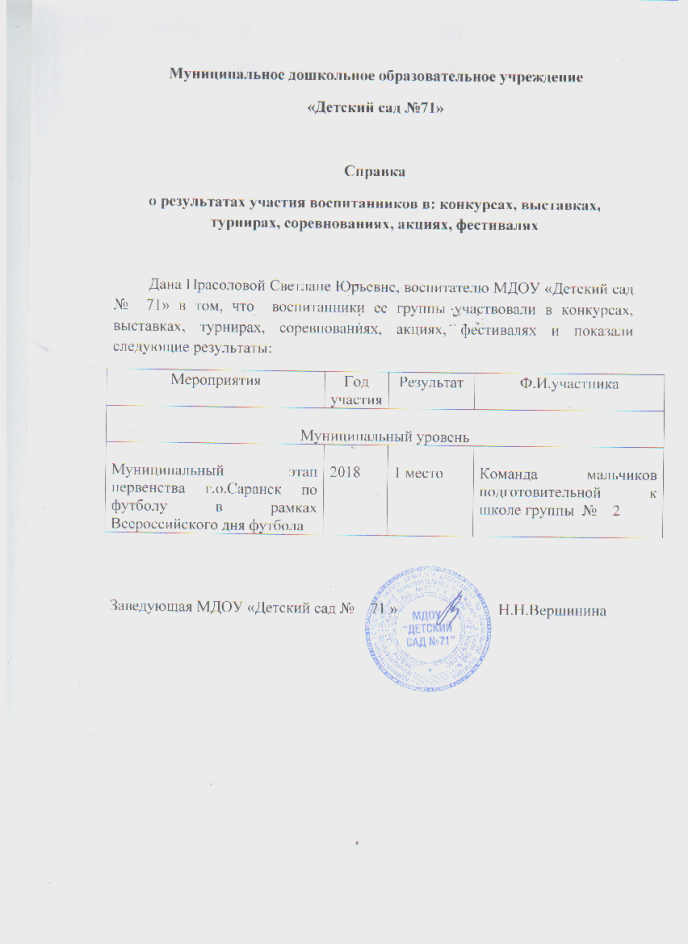 Муниципальное дошкольное образовательное учреждение
«Детский сад №71»
Справка
о результатах участия воспитанников в: конкурсах, выставках,
турнирах, соревнованиях, акциях, фестивалях
Дана Прасоловой Светлане Юрьевне, воспитателю МДОУ «Детский сад
№ 71» в том, что воспитанники ее группы участвовали в конкурсах,
выставках, турнирах, соревнованиях, акциях, фестивалях и показали
следующие результаты:
Мероприятия Год участия Результат Ф.И.участника
Муниципальный уровень
Муниципальный этап 2018 1 место Команда мальчиков
первенства г.о.Саранск по подготовительной к
футболу в рамках школе группы № 2
Всероссийского дня футбола
Заведующая МДОУ «Детский сад № 71» Н.Н.Вершинина
МДОУ
"ДЕТСКИЙ
САД №71"